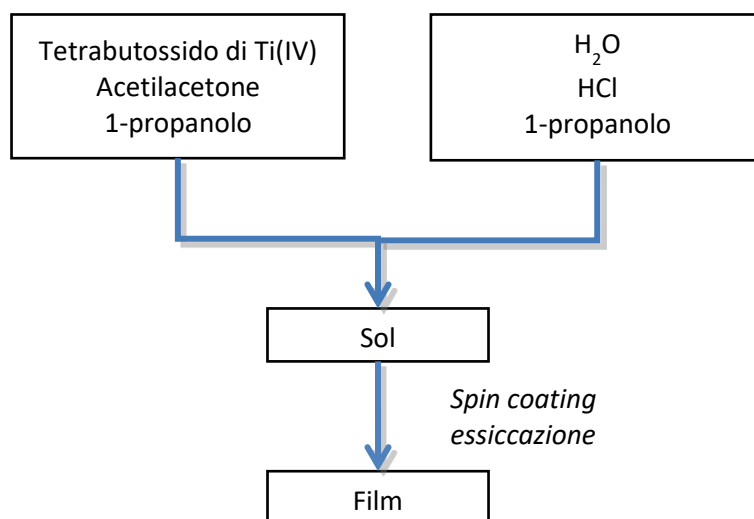 Tetrabutossido di Ti(IV)
Acetilacetone
1-propanolo
H₂O
HCl
1-propanolo
Sol
Spin coating
essiccazione
Film